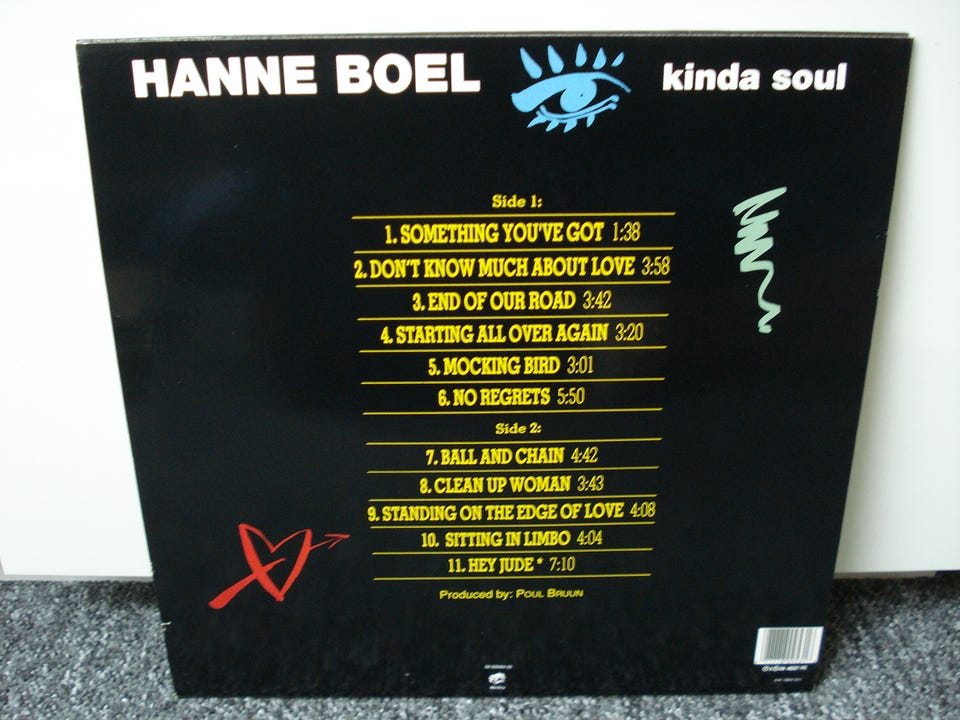 HANNE BOEL
kinda soul
Side 1:
1. SOMETHING YOU'VE GOT 1:38
2. DON'T KNOW MUCH ABOUT LOVE 3:58
3. END OF OUR ROAD 3:42
4. STARTING ALL OVER AGAIN 3:20
5. MOCKING BIRD 3:01
6. NO REGRETS 5:50
Side 2:
7. BALL AND CHAIN 4:42
8. CLEAN UP WOMAN 3:43
9. STANDING ON THE EDGE OF LOVE 4:08
10. SITTING IN LIMBO 4:04
11. HEY JUDE * 7:10
Produced by: POUL BRUUN